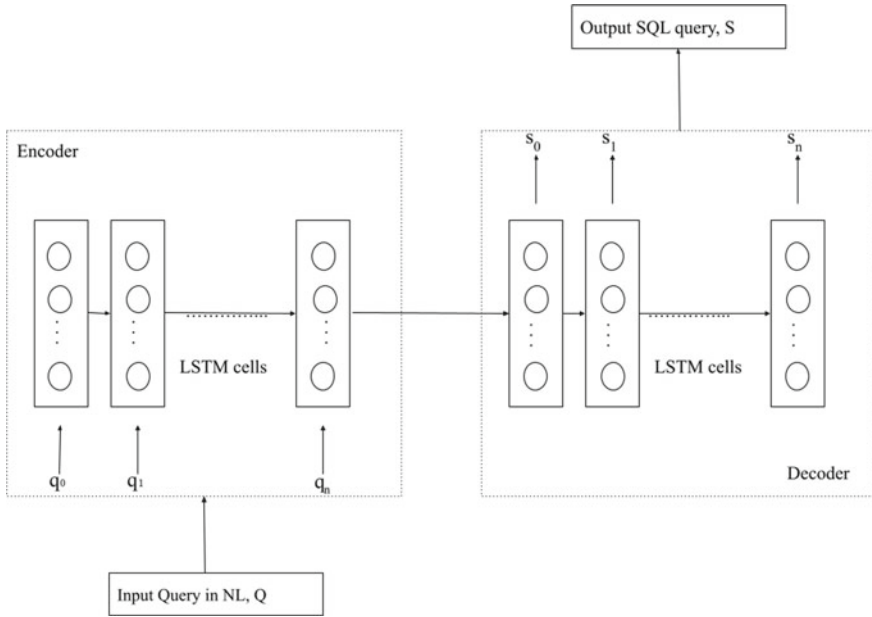 Output SQL query, S
Encoder
s₀ s₁ sₙ
LSTM cells
LSTM cells
q₀ q₁ qₙ
Decoder
Input Query in NL, Q